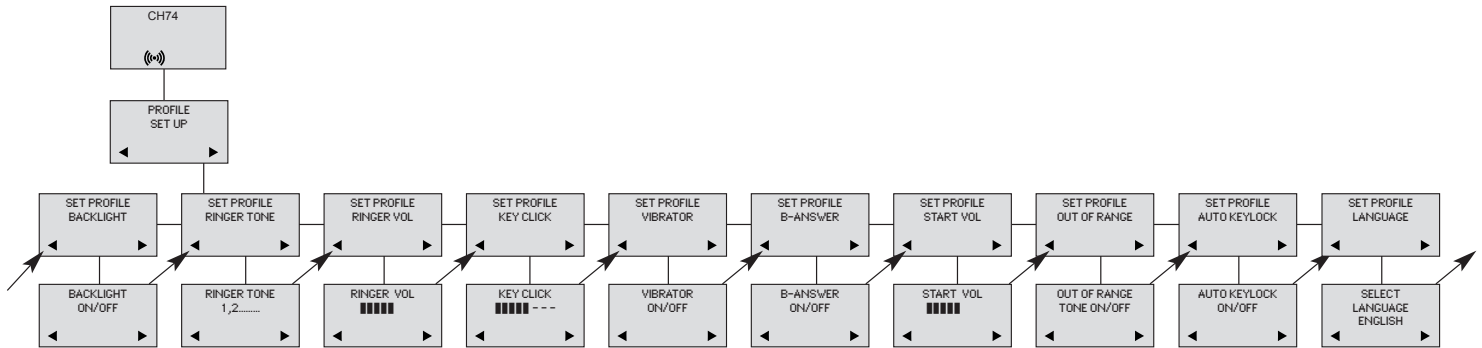 CH74
PROFILE
SET UP
SET PROFILE
BACKLIGHT
SET PROFILE
RINGER TONE
SET PROFILE
RINGER VOL
SET PROFILE
KEY CLICK
SET PROFILE
VIBRATOR
SET PROFILE
B-ANSWER
SET PROFILE
START VOL
SET PROFILE
OUT OF RANGE
SET PROFILE
AUTO KEYLOCK
SET PROFILE
LANGUAGE
BACKLIGHT
ON/OFF
RINGER TONE
1,2.........
RINGER VOL
KEY CLICK
---
VIBRATOR
ON/OFF
B-ANSWER
ON/OFF
START VOL
OUT OF RANGE
TONE ON/OFF
AUTO KEYLOCK
ON/OFF
SELECT
LANGUAGE
ENGLISH